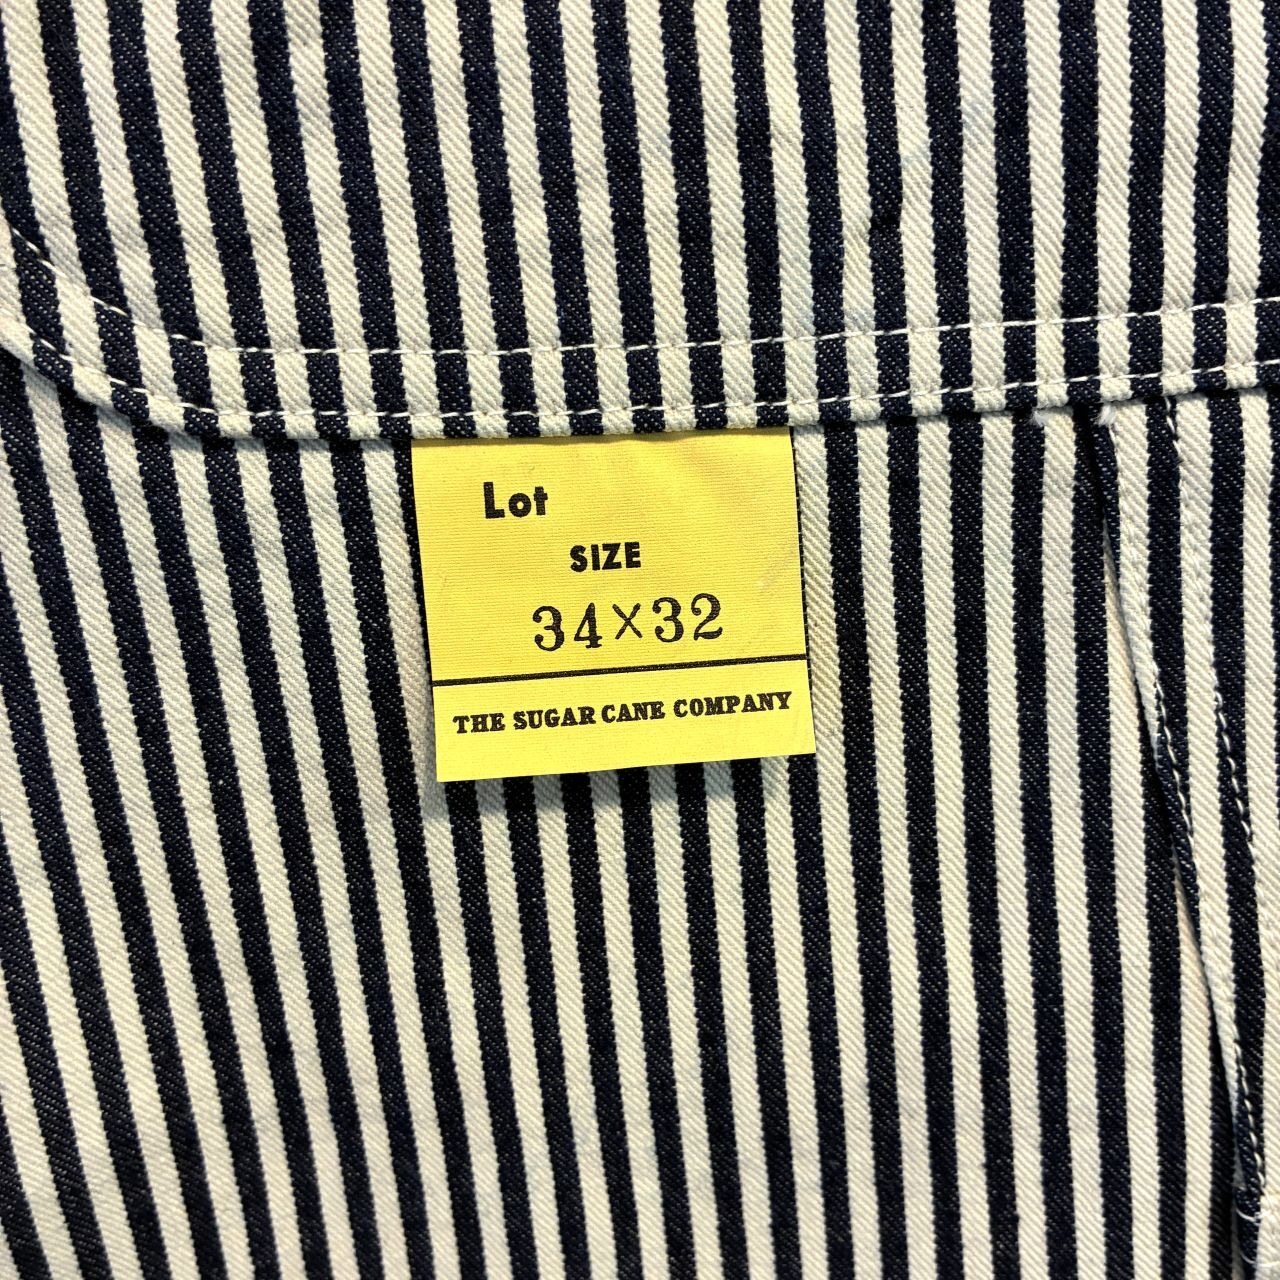 Lot
SIZE
34×32
THE SUGAR CANE COMPANY